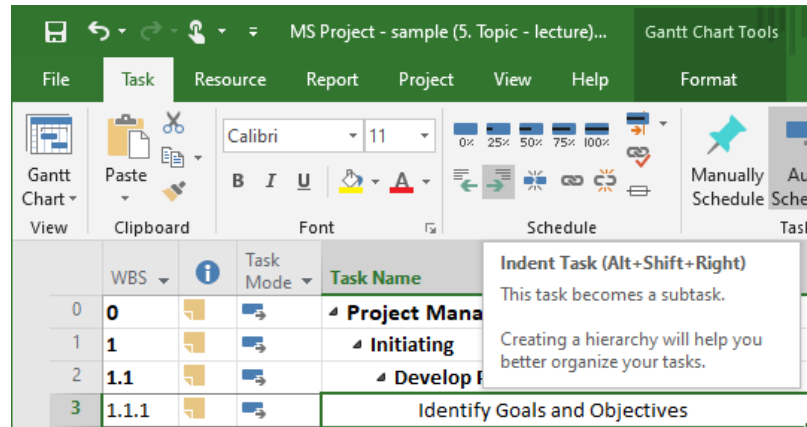 MS Project - sample (5. Topic - lecture)...
Gantt Chart Tools
File Task Resource Report Project View Help Format
Gantt Chart
Paste
Calibri 11
B I U A
0% 25% 50% 75% 100%
Manually Schedule
View Clipboard Font Schedule
Indent Task (Alt+Shift+Right)
This task becomes a subtask.
Creating a hierarchy will help you
better organize your tasks.
WBS Task Mode Task Name
0 0 Project Mana
1 1 Initiating
2 1.1 Develop
3 1.1.1 Identify Goals and Objectives